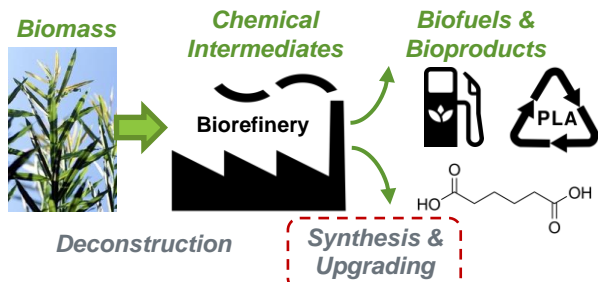 Biomass
Chemical
Intermediates
Biofuels &
Bioproducts
Biorefinery
PLA
O
HO
OH
O
Deconstruction
Synthesis &
Upgrading